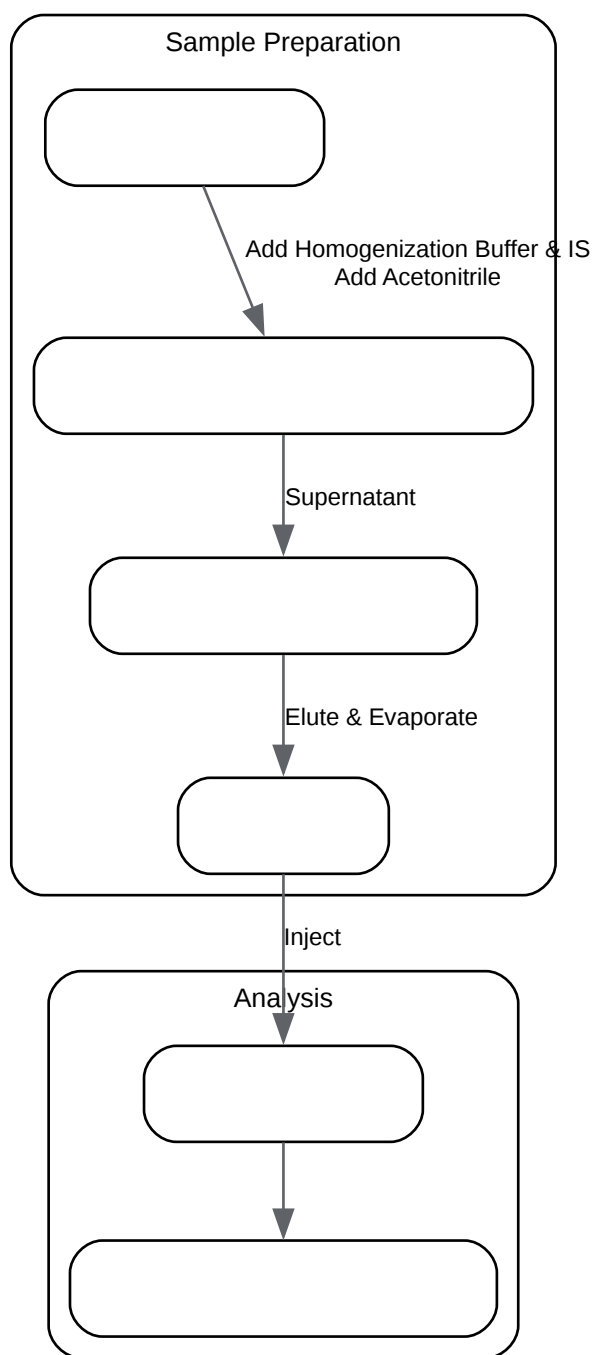 Sample Preparation
Add Homogenization Buffer & IS
Add Acetonitrile
Supernatant
Elute & Evaporate
Inject
Analysis